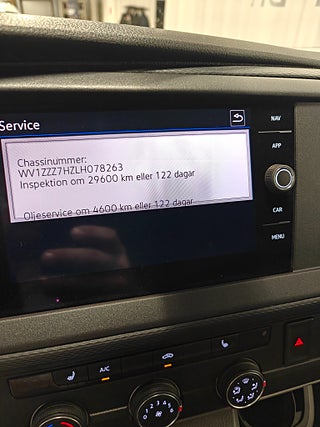 Service
NAV
Chassinummer:
WV1ZZZ7HZLH078263
Inspektion om 29600 km eller 122 dagar
APP
Oljeservice om 4600 km eller 122 dagar
CAR
MENU
A/C